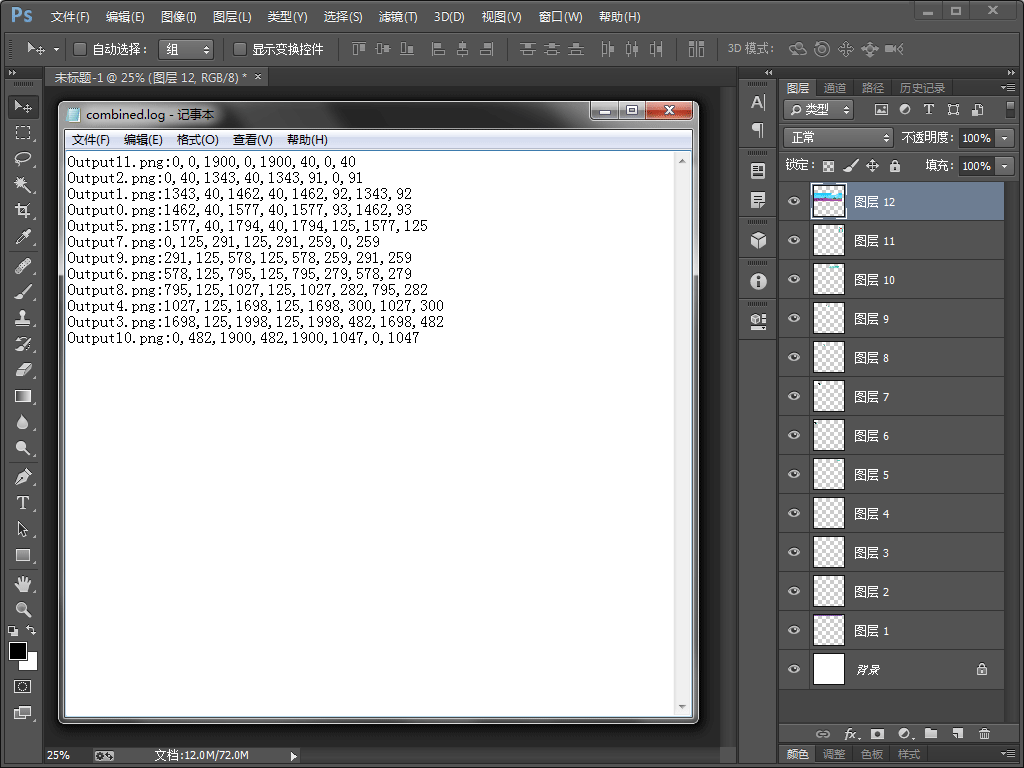 Ps 文件(F) 编辑(E) 图像(I) 图层(L) 类型(Y) 选择(S) 滤镜(T) 3D(D) 视图(V) 窗口(W) 帮助(H)
自动选择： 组 显示变换控件 3D 模式：
未标题-1 @ 25% (图层 12, RGB/8) * ×
combined.log - 记事本
文件(F) 编辑(E) 格式(O) 查看(V) 帮助(H)
Output11.png:0,0,1900,0,1900,40,0,40
Output2.png:0,40,1343,40,1343,91,0,91
Output1.png:1343,40,1462,40,1462,92,1343,92
Output0.png:1462,40,1577,40,1577,93,1462,93
Output5.png:1577,40,1794,40,1794,125,1577,125
Output7.png:0,125,291,125,291,259,0,259
Output9.png:291,125,578,125,578,259,291,259
Output6.png:578,125,795,125,795,279,578,279
Output8.png:795,125,1027,125,1027,282,795,282
Output4.png:1027,125,1698,125,1698,300,1027,300
Output3.png:1698,125,1998,125,1998,482,1698,482
Output10.png:0,482,1900,482,1900,1047,0,1047
25% 文档:12.0M/72.0M
图层 通道 路径 历史记录
类型
正常 不透明度： 100%
锁定： 填充： 100%
图层 12
图层 11
图层 10
图层 9
图层 8
图层 7
图层 6
图层 5
图层 4
图层 3
图层 2
图层 1
背景
fx
颜色 调整 色板 样式